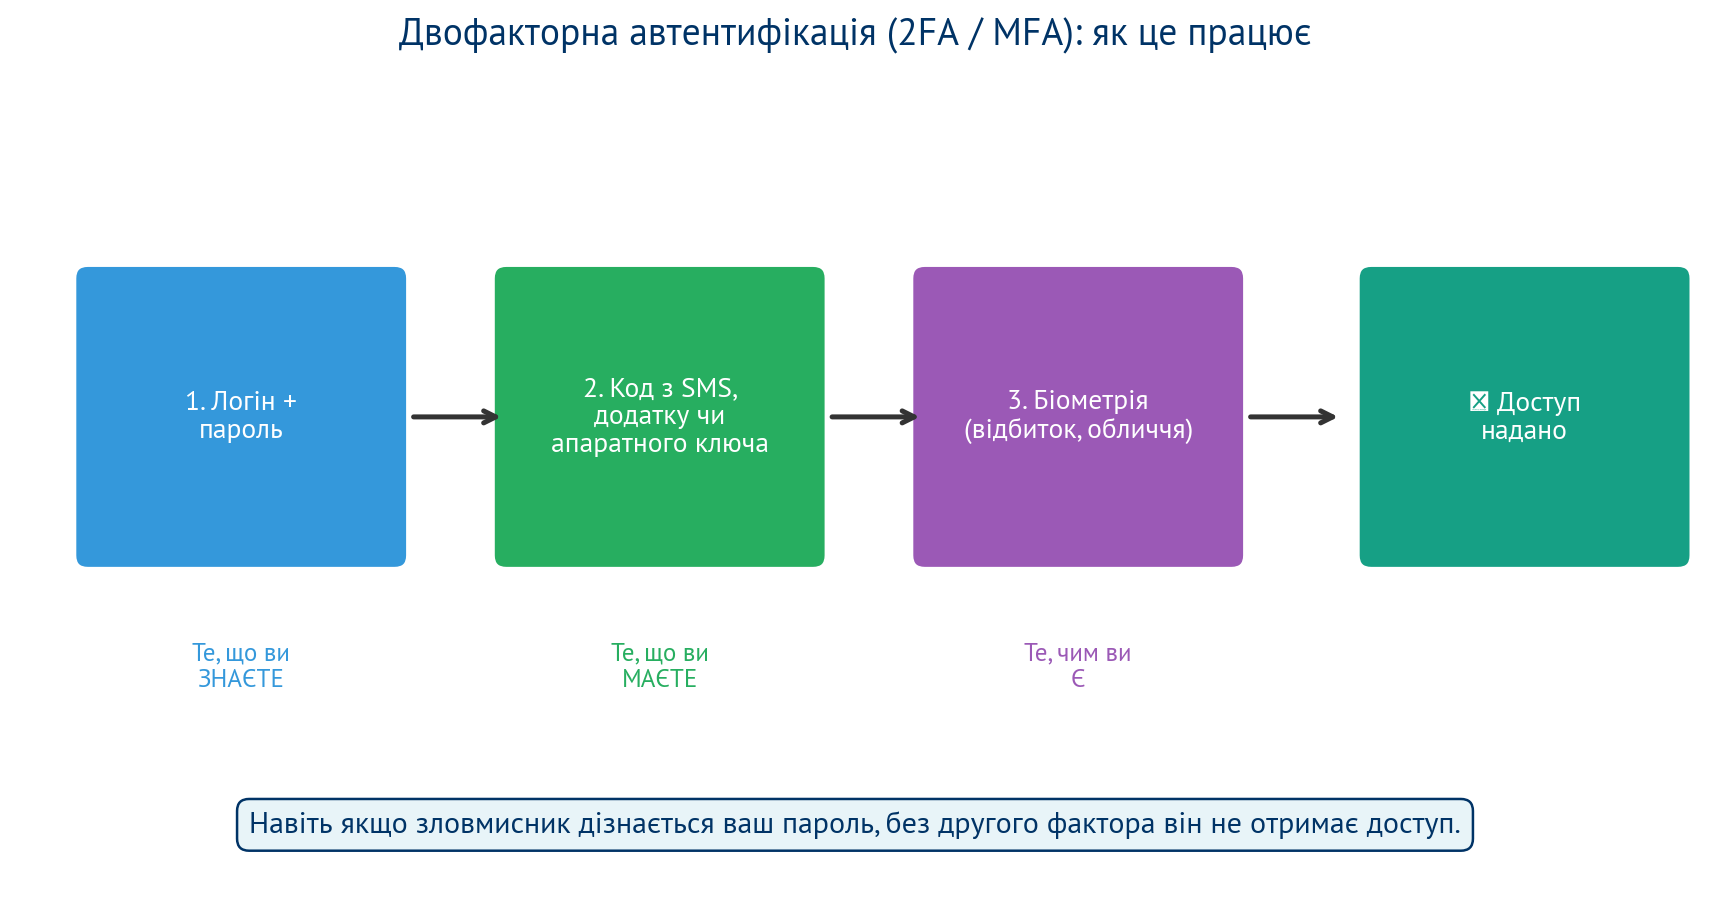 Двофакторна автентифікація (2FA / MFA): як це працює
1. Логін +
пароль
2. Код з SMS,
додатку чи
апаратного ключа
3. Біометрія
(відбиток, обличчя)
Доступ
надано
Те, що ви
ЗНАЄТЕ
Те, що ви
МАЄТЕ
Те, чим ви
Є
Навіть якщо зловмисник дізнається ваш пароль, без другого фактора він не отримає доступ.